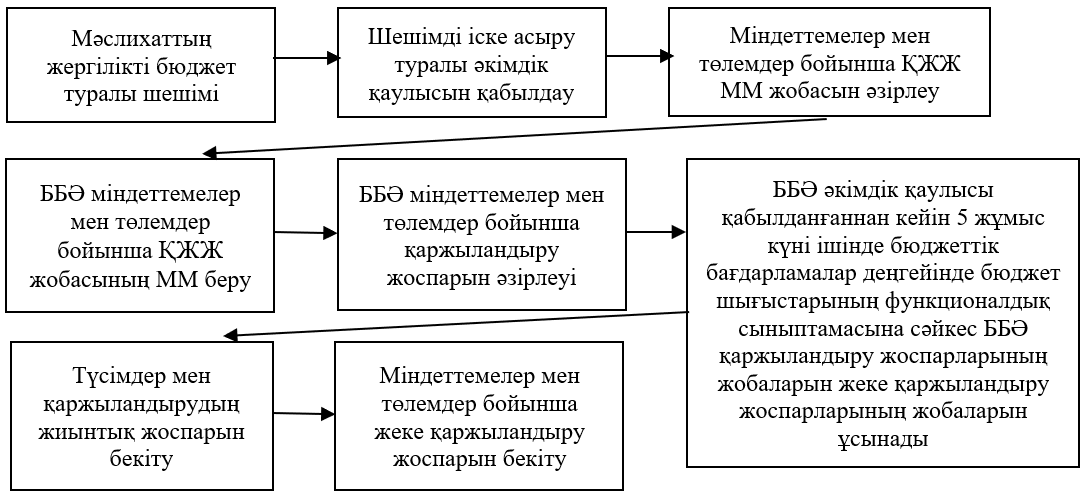 Мәслихаттың
жергілікті бюджет
туралы шешімі
Шешімді іске асыру
туралы әкімдік
қаулысын қабылдау
Міндеттемелер мен
төлемдер бойынша ҚЖЖ
ММ жобасын әзірлеу
ББӘ міндеттемелер
мен төлемдер
бойынша ҚЖЖ
жобасының ММ беру
ББӘ міндеттемелер мен
төлемдер бойынша
қаржыландыру
жоспарын әзірлеуі
ББӘ әкімдік қаулысы
қабылданғаннан кейін 5 жұмыс
күні ішінде бюджеттік
бағдарламалар деңгейінде бюджет
шығыстарының функционалдық
сыныптамасына сәйкес ББӘ
қаржыландыру жоспарларының
жобаларын жеке қаржыландыру
жоспарларының жобаларын
ұсынады
Түсімдер мен
қаржыландырудың
жиынтық жоспарын
бекіту
Міндеттемелер мен
төлемдер бойынша
жеке қаржыландыру
жоспарын бекіту